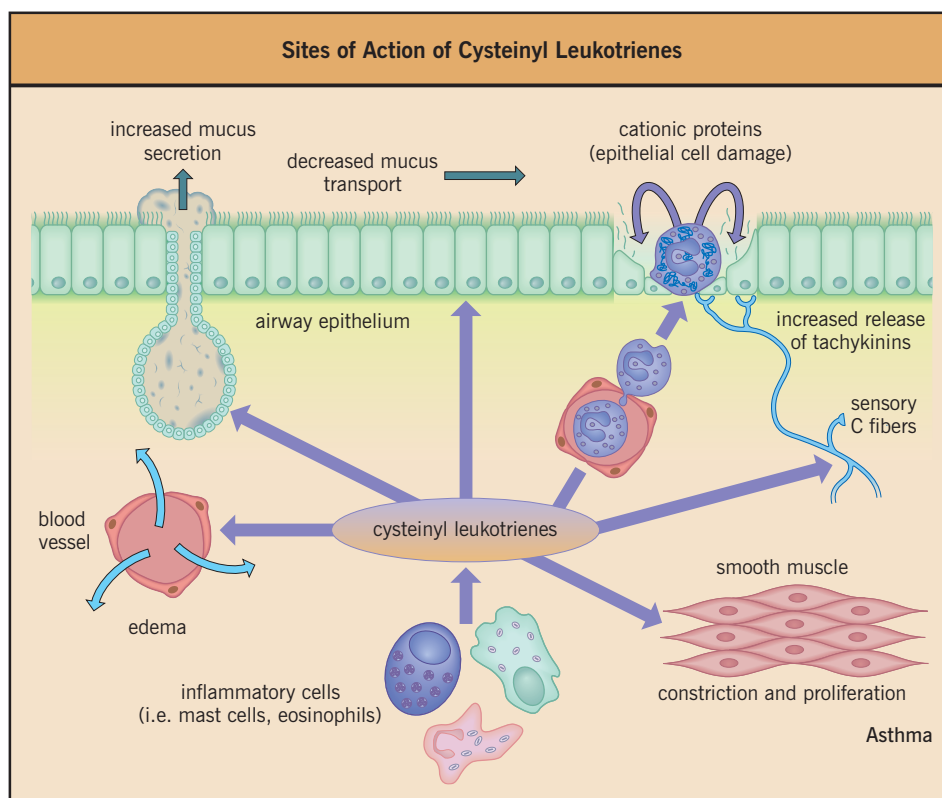 Sites of Action of Cysteinyl Leukotrienes
increased mucus
secretion
decreased mucus
transport
cationic proteins
(epithelial cell damage)
airway epithelium
increased release
of tachykinins
sensory
C fibers
blood
vessel
cysteinyl leukotrienes
edema
smooth muscle
inflammatory cells
(i.e. mast cells, eosinophils)
constriction and proliferation
Asthma